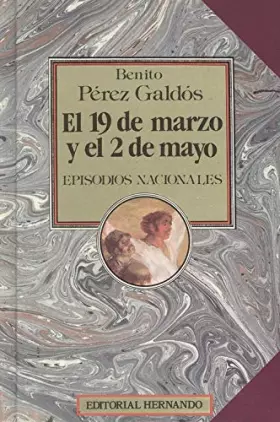 Benito
Pérez Galdós
El 19 de marzo
y el 2 de mayo
EPISODIOS NACIONALES
EDITORIAL HERNANDO